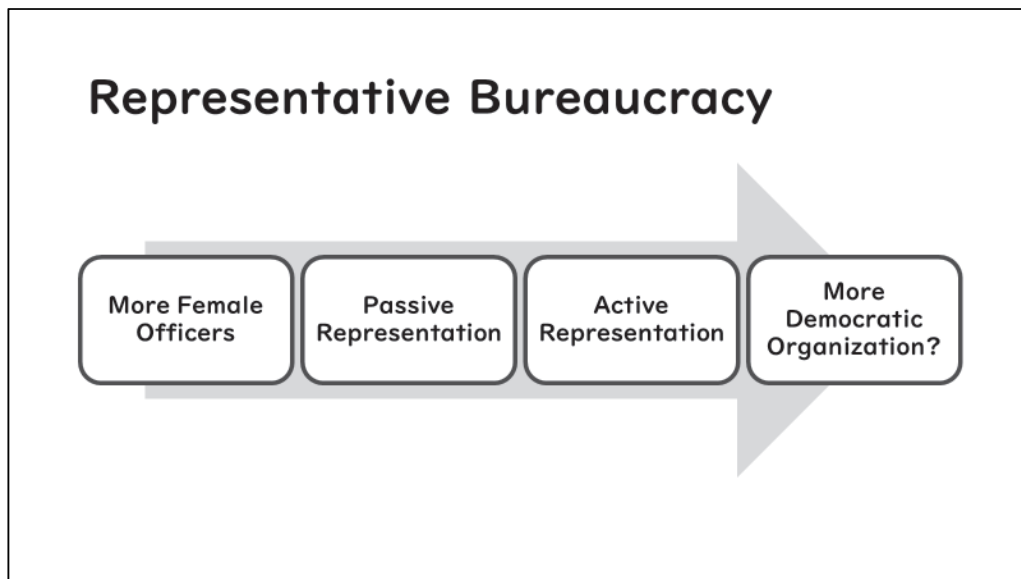 Representative Bureaucracy
More Female
Officers
Passive
Representation
Active
Representation
More
Democratic
Organization?